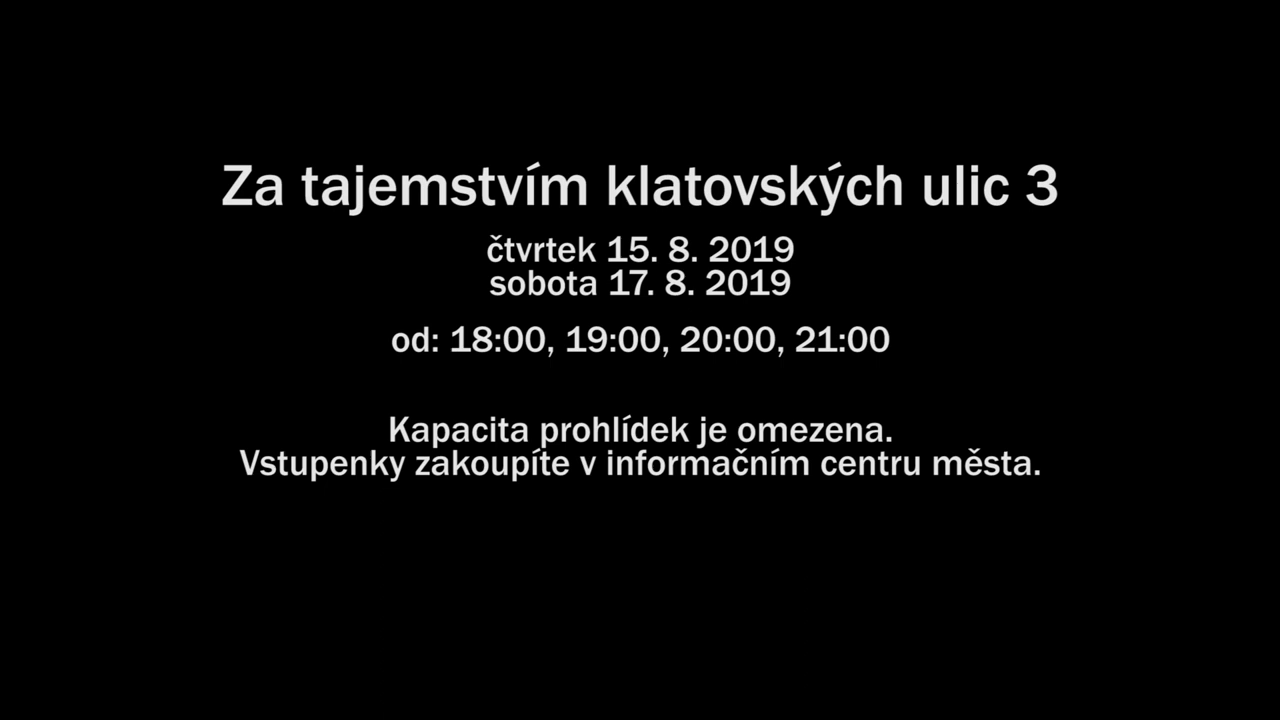 Za tajemstvím klatovských ulic 3
čtvrtek 15. 8. 2019
sobota 17. 8. 2019
od: 18:00, 19:00, 20:00, 21:00
Kapacita prohlídek je omezena.
Vstupenky zakoupíte v informačním centru města.